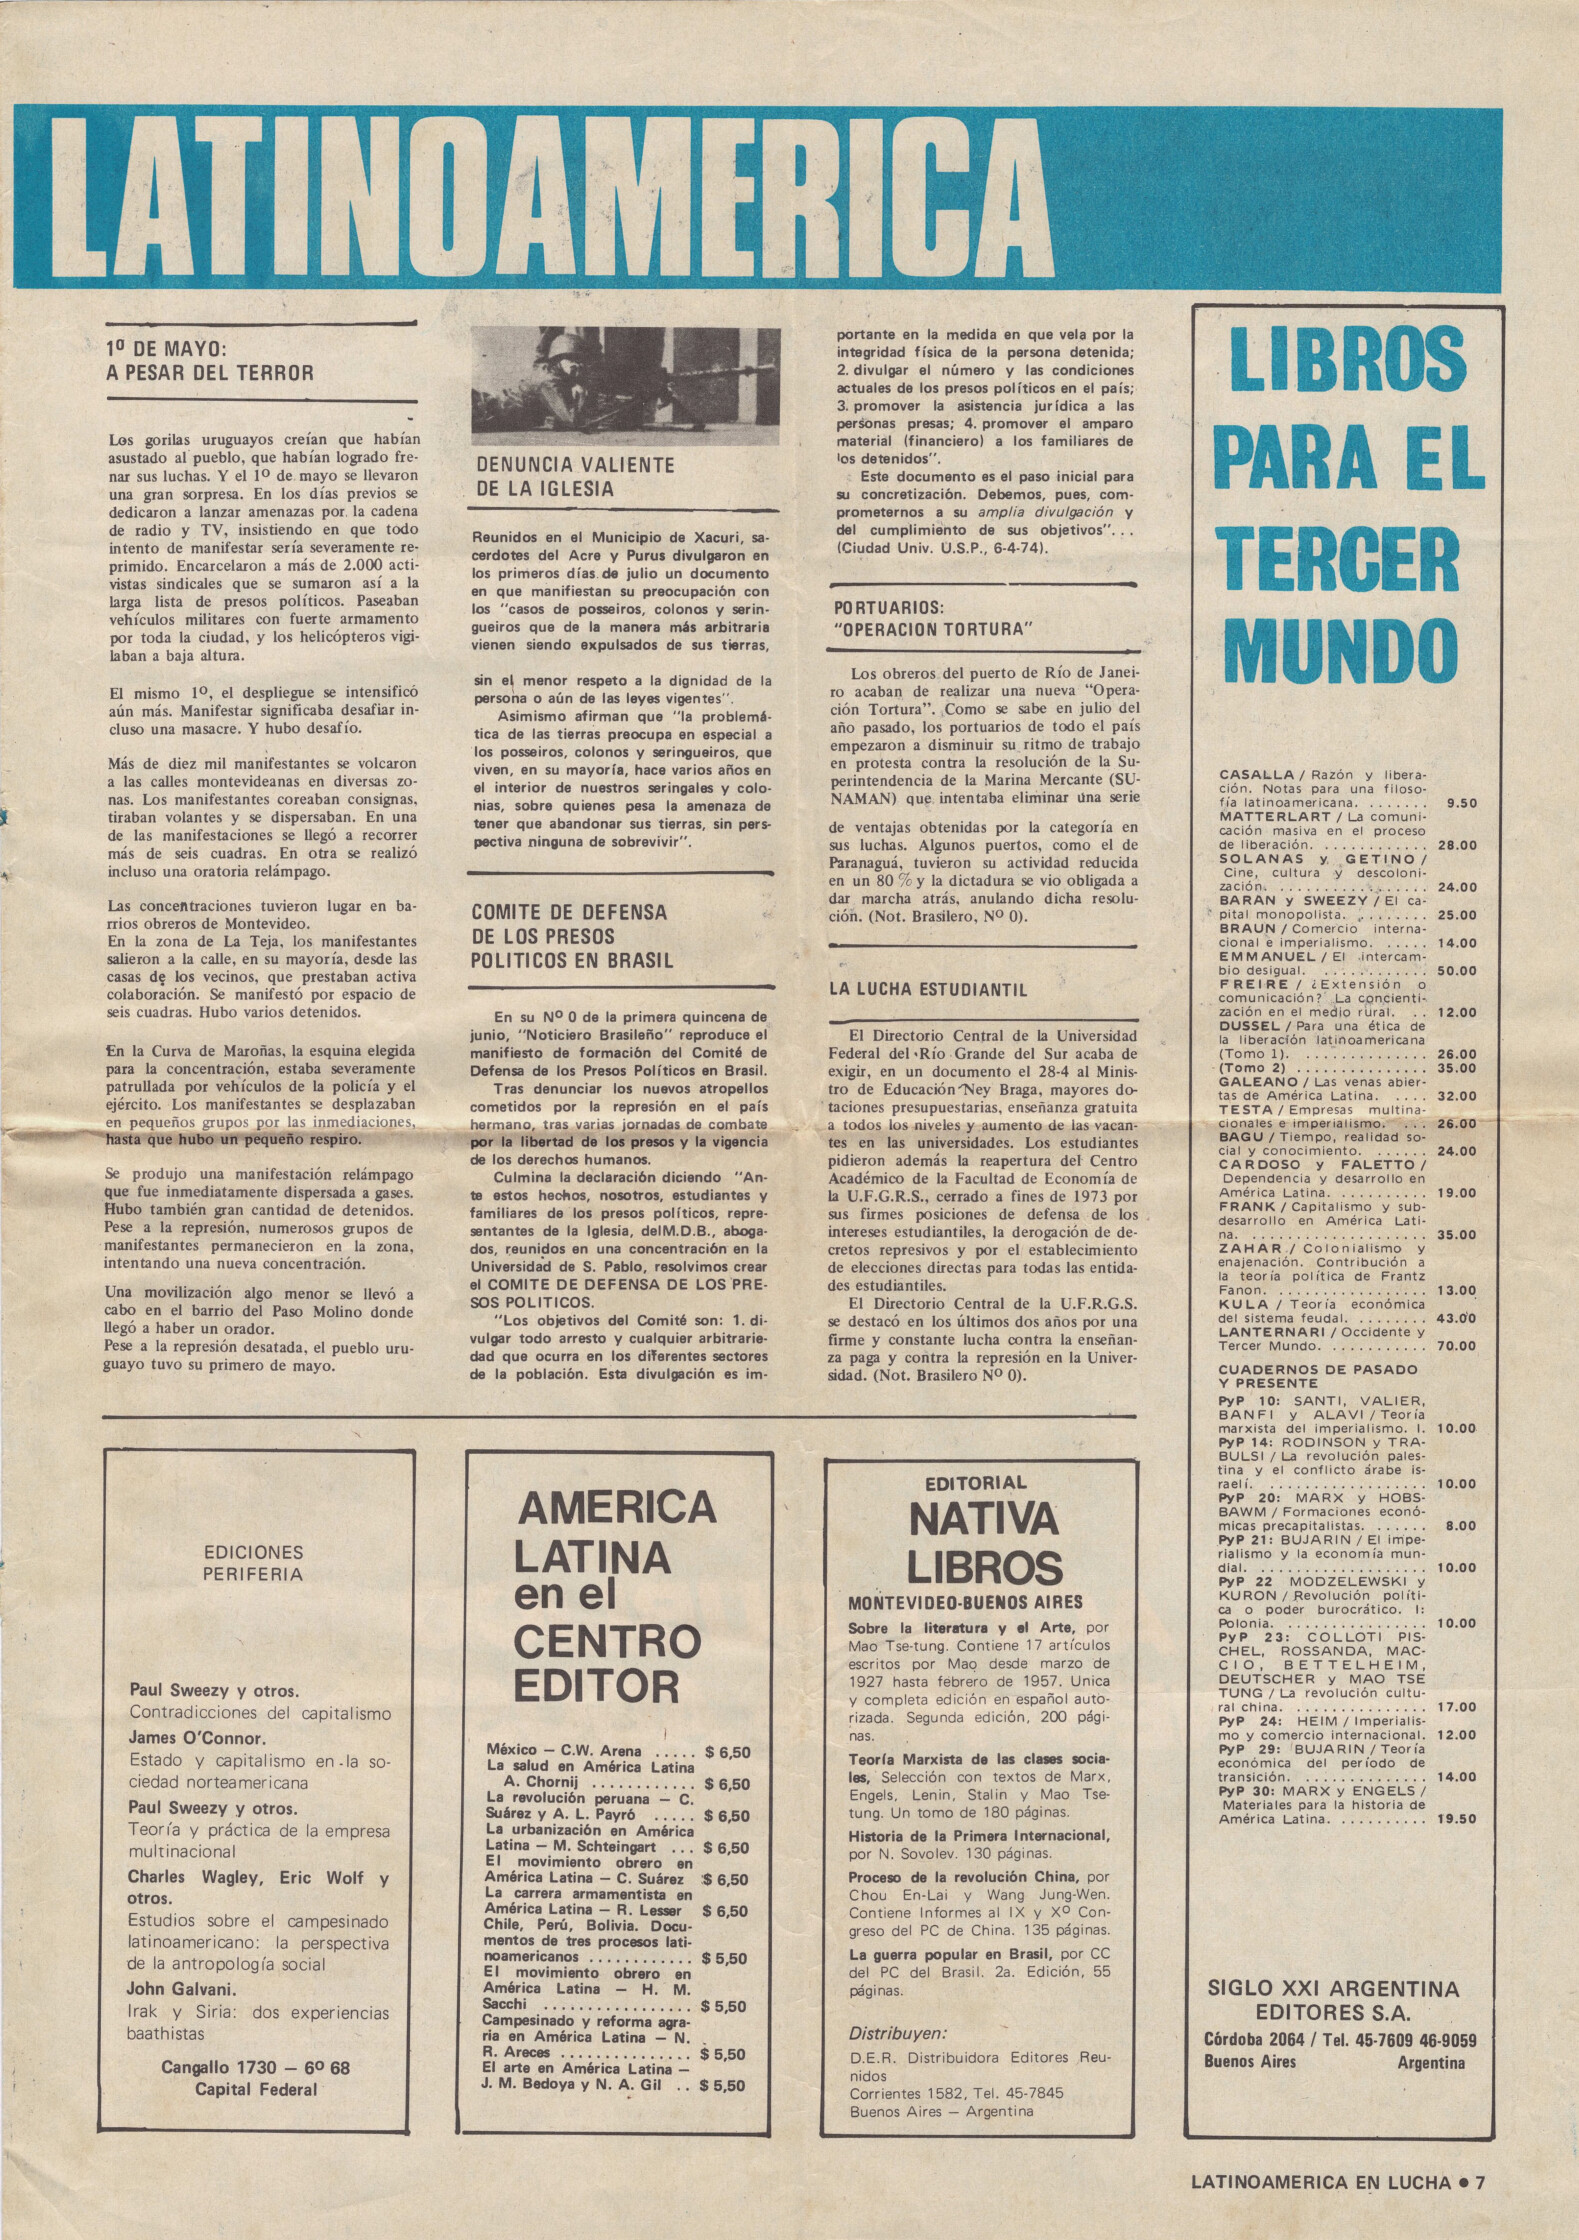 LATINOAMERICA
1º DE MAYO:
A PESAR DEL TERROR
Los gorilas uruguayos creían que habían
asustado al pueblo, que habían logrado fre-
nar sus luchas. Y el 1º de mayo se llevaron
una gran sorpresa. En los días previos se
dedicaron a lanzar amenazas por la cadena
de radio y TV, insistiendo en que todo
intento de manifestar sería severamente re-
primido. Encarcelaron a más de 2.000 acti-
vistas sindicales que se sumaron así a la
larga lista de presos políticos. Paseaban
vehículos militares con fuerte armamento
por toda la ciudad, y los helicópteros vigi-
laban a baja altura.
El mismo 1º, el despliegue se intensificó
aún más. Manifestar significaba desafiar in-
cluso una masacre. Y hubo desafío.
Más de diez mil manifestantes se volcaron
a las calles montevideanas en diversas zo-
nas. Los manifestantes coreaban consignas,
tiraban volantes y se dispersaban. En una
de las manifestaciones se llegó a recorrer
más de seis cuadras. En otra se realizó
incluso una oratoria relámpago.
Las concentraciones tuvieron lugar en ba-
rrios obreros de Montevideo.
En la zona de La Teja, los manifestantes
salieron a la calle, en su mayoría, desde las
casas de los vecinos, que prestaban activa
colaboración. Se manifestó por espacio de
seis cuadras. Hubo varios detenidos.
En la Curva de Maroñas, la esquina elegida
para la concentración, estaba severamente
patrullada por vehículos de la policía y el
ejército. Los manifestantes se desplazaban
en pequeños grupos por las inmediaciones,
hasta que hubo un pequeño respiro.
Se produjo una manifestación relámpago
que fue inmediatamente dispersada a gases.
Hubo también gran cantidad de detenidos.
Pese a la represión, numerosos grupos de
manifestantes permanecieron en la zona,
intentando una nueva concentración.
Una movilización algo menor se llevó a
cabo en el barrio del Paso Molino donde
llegó a haber un orador.
Pese a la represión desatada, el pueblo uru-
guayo tuvo su primero de mayo.
DENUNCIA VALIENTE
DE LA IGLESIA
Reunidos en el Municipio de Xacuri, sa-
cerdotes del Acre y Purus divulgaron en
los primeros días de julio un documento
en que manifiestan su preocupación con
los "casos de posseiros, colonos y serin-
gueiros que de la manera más arbitraria
vienen siendo expulsados de sus tierras,
sin el menor respeto a la dignidad de la
persona o aún de las leyes vigentes".
Asimismo afirman que "la problemá-
tica de las tierras preocupa en especial a
los posseiros, colonos y seringueiros, que
viven, en su mayoría, hace varios años en
el interior de nuestros seringales y colo-
nias, sobre quienes pesa la amenaza de
tener que abandonar sus tierras, sin pers-
pectiva ninguna de sobrevivir".
COMITE DE DEFENSA
DE LOS PRESOS
POLITICOS EN BRASIL
En su Nº 0 de la primera quincena de
junio, "Noticiero Brasileño" reproduce el
manifiesto de formación del Comité de
Defensa de los Presos Políticos en Brasil.
Tras denunciar los nuevos atropellos
cometidos por la represión en el país
hermano, tras varias jornadas de combate
por la libertad de los presos y la vigencia
de los derechos humanos.
Culmina la declaración diciendo "An-
te estos hechos, nosotros, estudiantes y
familiares de los presos políticos, repre-
sentantes de la Iglesia, delM.D.B., aboga-
dos, reunidos en una concentración en la
Universidad de S. Pablo, resolvimos crear
el COMITE DE DEFENSA DE LOS PRE-
SOS POLITICOS.
"Los objetivos del Comité son: 1. di-
vulgar todo arresto y cualquier arbitrarie-
dad que ocurra en los diferentes sectores
de la población. Esta divulgación es im-
portante en la medida en que vela por la
integridad física de la persona detenida;
2. divulgar el número y las condiciones
actuales de los presos políticos en el país;
3. promover la asistencia jurídica a las
personas presas; 4. promover el amparo
material (financiero) a los familiares de
los detenidos".
Este documento es el paso inicial para
su concretización. Debemos, pues, com-
prometernos a su amplia divulgación y
del cumplimiento de sus objetivos"...
(Ciudad Univ. U.S.P., 6-4-74).
PORTUARIOS:
"OPERACION TORTURA"
Los obreros del puerto de Río de Janei-
ro acaban de realizar una nueva "Opera-
ción Tortura". Como se sabe en julio del
año pasado, los portuarios de todo el país
empezaron a disminuir su ritmo de trabajo
en protesta contra la resolución de la Su-
perintendencia de la Marina Mercante (SU-
NAMAN) que intentaba eliminar una serie
de ventajas obtenidas por la categoría en
sus luchas. Algunos puertos, como el de
Paranaguá, tuvieron su actividad reducida
en un 80 % y la dictadura se vio obligada a
dar marcha atrás, anulando dicha resolu-
ción. (Not. Brasilero, Nº 0).
LA LUCHA ESTUDIANTIL
El Directorio Central de la Universidad
Federal del Río Grande del Sur acaba de
exigir, en un documento el 28-4 al Minis-
tro de Educación Ney Braga, mayores do-
taciones presupuestarias, enseñanza gratuita
a todos los niveles y aumento de las vacan-
tes en las universidades. Los estudiantes
pidieron además la reapertura del Centro
Académico de la Facultad de Economía de
la U.F.G.R.S., cerrado a fines de 1973 por
sus firmes posiciones de defensa de los
intereses estudiantiles, la derogación de de-
cretos represivos y por el establecimiento
de elecciones directas para todas las entida-
des estudiantiles.
El Directorio Central de la U.F.R.G.S.
se destacó en los últimos dos años por una
firme y constante lucha contra la enseñan-
za paga y contra la represión en la Univer-
sidad. (Not. Brasilero Nº 0).
LIBROS
PARA EL
TERCER
MUNDO
CASALLA / Razón y libera-
ción. Notas para una filoso-
fía latinoamericana. ....... 9.50
MATTERLART / La comuni-
cación masiva en el proceso
de liberación. ............ 28.00
SOLANAS y GETINO /
Cine, cultura y descoloni-
zación. .................. 24.00
BARAN y SWEEZY / El ca-
pital monopolista. ......... 25.00
BRAUN / Comercio interna-
cional e imperialismo. ..... 14.00
EMMANUEL / El intercam-
bio desigual. ............. 50.00
FREIRE / ¿Extensión o
comunicación? La concienti-
zación en el medio rural. .. 12.00
DUSSEL / Para una ética de
la liberación latinoamericana
(Tomo 1). ............... 26.00
(Tomo 2) ............... 35.00
GALEANO / Las venas abier-
tas de América Latina. .... 32.00
TESTA / Empresas multina-
cionales e imperialismo. ... 26.00
BAGU / Tiempo, realidad so-
cial y conocimiento. ...... 24.00
CARDOSO y FALETTO /
Dependencia y desarrollo en
América Latina. .......... 19.00
FRANK / Capitalismo y sub-
desarrollo en América Lati-
na. ..................... 35.00
ZAHAR / Colonialismo y
enajenación. Contribución a
la teoría política de Frantz
Fanon. .................. 13.00
KULA / Teoría económica
del sistema feudal. ........ 43.00
LANTERNARI / Occidente y
Tercer Mundo. ........... 70.00
CUADERNOS DE PASADO
Y PRESENTE
PyP 10: SANTI, VALIER,
BANFI y ALAVI / Teoría
marxista del imperialismo. I. 10.00
PyP 14: RODINSON y TRA-
BULSI / La revolución pales-
tina y el conflicto árabe is-
raelí. ................... 10.00
PyP 20: MARX y HOBS-
BAWM / Formaciones econó-
micas precapitalistas. ...... 8.00
PyP 21: BUJARIN / El impe-
rialismo y la economía mun-
dial. .................... 10.00
PyP 22 MODZELEWSKI y
KURON / Revolución políti-
ca o poder burocrático. I:
Polonia. ................. 10.00
PyP 23: COLLOTI PIS-
CHEL, ROSSANDA, MAC-
CIO, BETTELHEIM,
DEUTSCHER y MAO TSE
TUNG / La revolución cultu-
ral china. ............... 17.00
PyP 24: HEIM / Imperialis-
mo y comercio internacional. 12.00
PyP 29: BUJARIN / Teoría
económica del período de
transición. .............. 14.00
PyP 30: MARX y ENGELS /
Materiales para la historia de
América Latina. .......... 19.50
SIGLO XXI ARGENTINA
EDITORES S.A.
Córdoba 2064 / Tel. 45-7609 46-9059
Buenos Aires Argentina
EDICIONES
PERIFERIA
Paul Sweezy y otros.
Contradicciones del capitalismo
James O'Connor.
Estado y capitalismo en la so-
ciedad norteamericana
Paul Sweezy y otros.
Teoría y práctica de la empresa
multinacional
Charles Wagley, Eric Wolf y
otros.
Estudios sobre el campesinado
latinoamericano: la perspectiva
de la antropología social
John Galvani.
Irak y Siria: dos experiencias
baathistas
Cangallo 1730 — 6º 68
Capital Federal
AMERICA
LATINA
en el
CENTRO
EDITOR
México — C.W. Arena ..... $ 6,50
La salud en América Latina
A. Chornij ............ $ 6,50
La revolución peruana — C.
Suárez y A. L. Payró ..... $ 6,50
La urbanización en América
Latina — M. Schteingart ... $ 6,50
El movimiento obrero en
América Latina — C. Suárez $ 6,50
La carrera armamentista en
América Latina — R. Lesser $ 6,50
Chile, Perú, Bolivia. Docu-
mentos de tres procesos lati-
noamericanos ............ $ 5,50
El movimiento obrero en
América Latina — H. M.
Sacchi ................. $ 5,50
Campesinado y reforma agra-
ria en América Latina — N.
R. Areces ............... $ 5,50
El arte en América Latina —
J. M. Bedoya y N. A. Gil .. $ 5,50
EDITORIAL
NATIVA
LIBROS
MONTEVIDEO-BUENOS AIRES
Sobre la literatura y el Arte, por
Mao Tse-tung. Contiene 17 artículos
escritos por Mao desde marzo de
1927 hasta febrero de 1957. Unica
y completa edición en español auto-
rizada. Segunda edición, 200 pági-
nas.
Teoría Marxista de las clases socia-
les, Selección con textos de Marx,
Engels, Lenin, Stalin y Mao Tse-
tung. Un tomo de 180 páginas.
Historia de la Primera Internacional,
por N. Sovolev. 130 páginas.
Proceso de la revolución China, por
Chou En-Lai y Wang Jung-Wen.
Contiene Informes al IX y Xº Con-
greso del PC de China. 135 páginas.
La guerra popular en Brasil, por CC
del PC del Brasil. 2a. Edición, 55
páginas.
Distribuyen:
D.E.R. Distribuidora Editores Reu-
nidos
Corrientes 1582, Tel. 45-7845
Buenos Aires — Argentina
LATINOAMERICA EN LUCHA ● 7